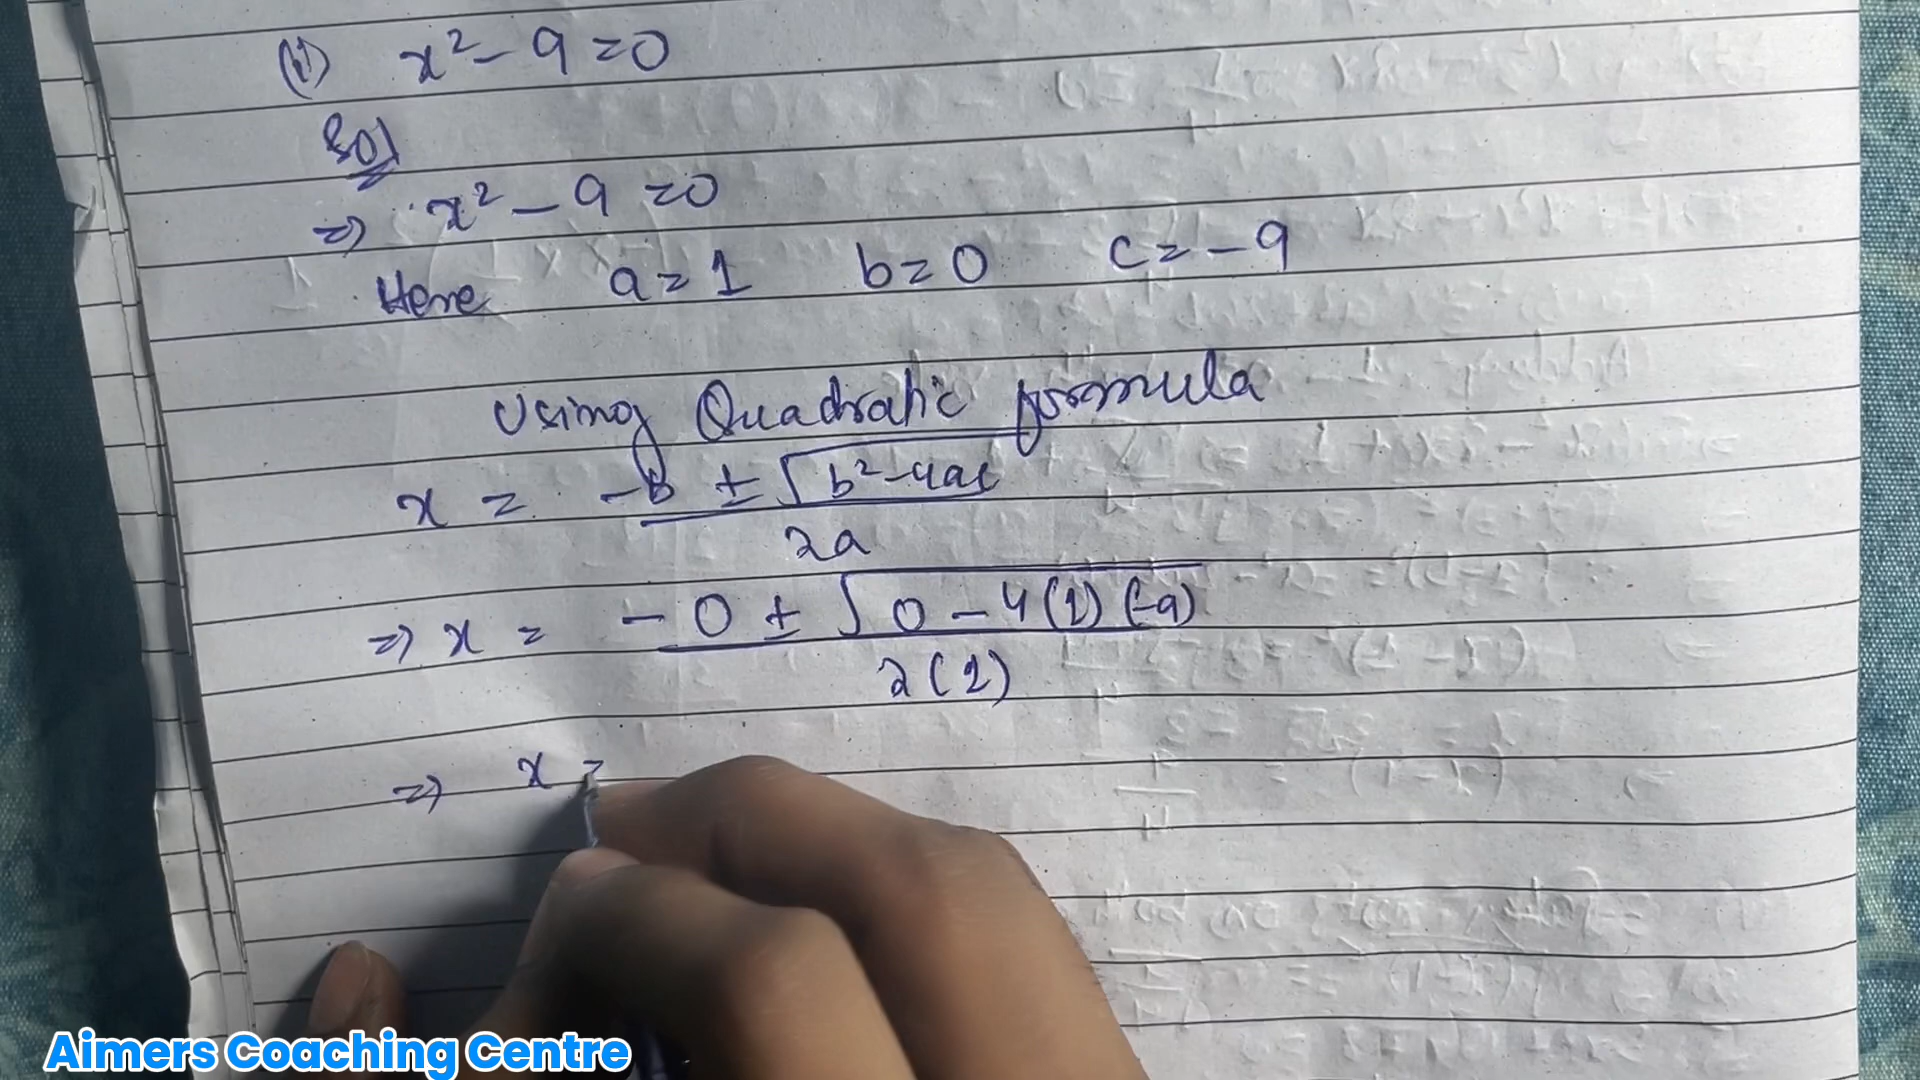 (ii) x² - 9 = 0
Sol
=> x² - 9 = 0
Here a = 1 b = 0 c = -9
Using Quadratic formula
x = -b ± √b² - 4ac
2a
=> x = - 0 ± √0 - 4(1)(-9)
2(1)
=> x =
Aimers Coaching Centre